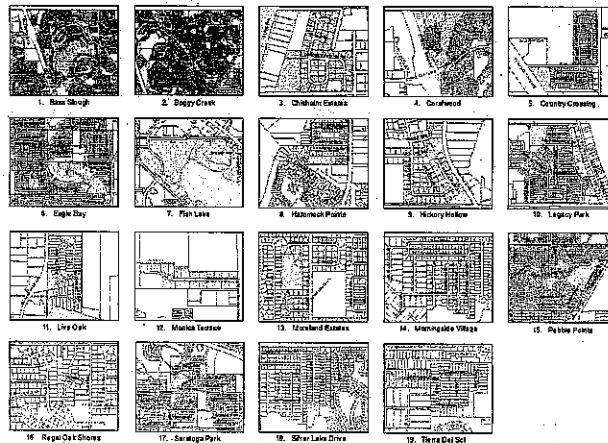 1. Bass Slough
2. Boggy Creek
3. Chisholm Estates
4. Coralwood
5. Country Crossing
6. Eagle Bay
7. Fish Lake
8. Hammock Pointe
9. Hickory Hollow
10. Legacy Park
11. Live Oak
12. Manica Terrace
13. Moreland Estates
14. Morningside Village
15. Pebble Pointe
16 Regal Oak Shores
17. Saratoga Park
18. Silver Lake Drive
19. Tierra Del Sol